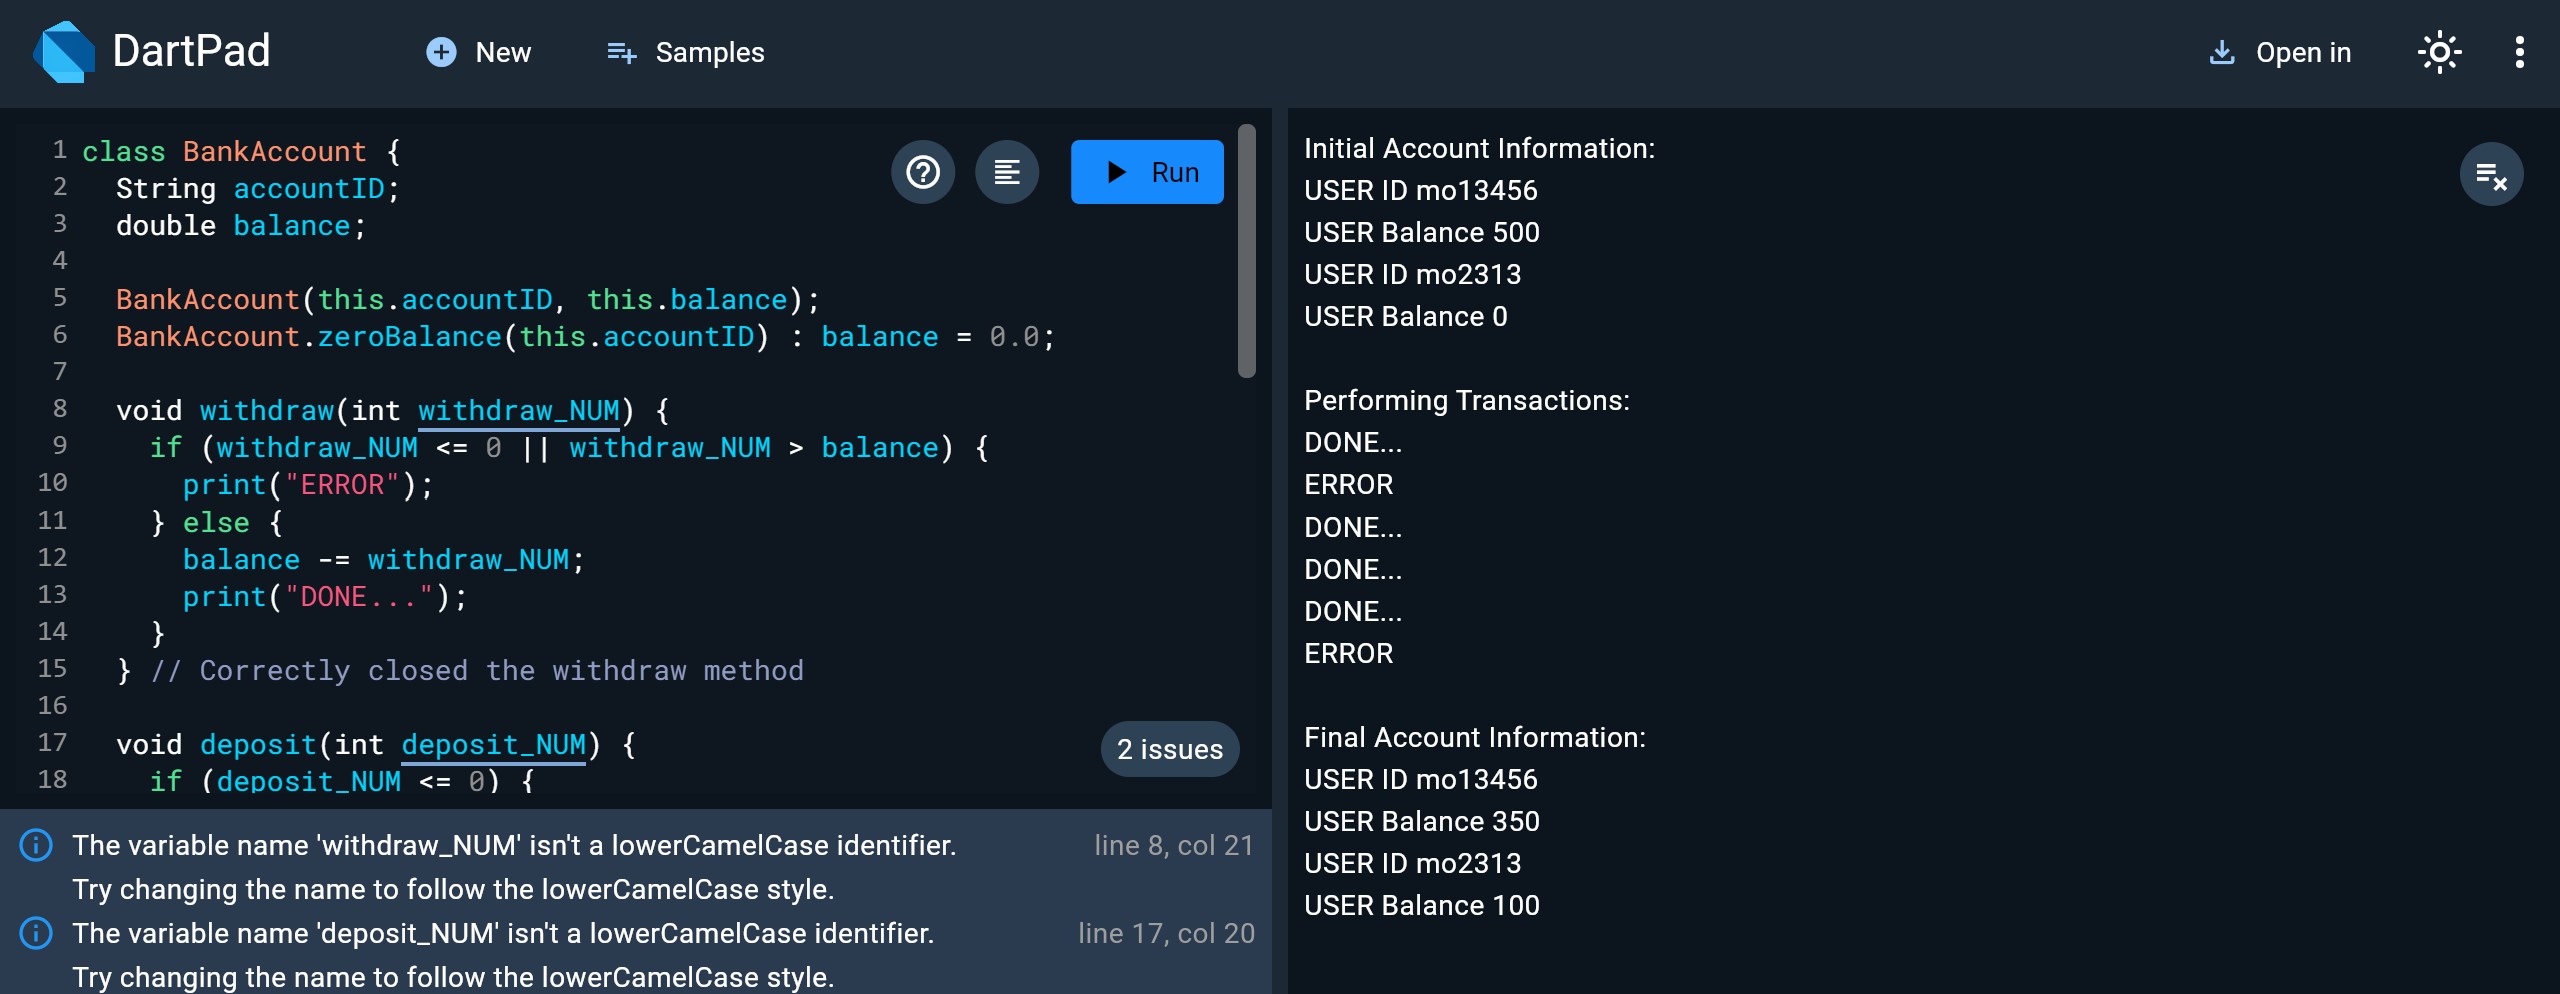 DartPad
New
Samples
Open in
1 class BankAccount {
2   String accountID;
3   double balance;
4
5   BankAccount(this.accountID, this.balance);
6   BankAccount.zeroBalance(this.accountID) : balance = 0.0;
7
8   void withdraw(int withdraw_NUM) {
9     if (withdraw_NUM <= 0 || withdraw_NUM > balance) {
10       print("ERROR");
11     } else {
12       balance -= withdraw_NUM;
13       print("DONE...");
14     }
15   } // Correctly closed the withdraw method
16
17   void deposit(int deposit_NUM) {
18     if (deposit_NUM <= 0) {
Run
2 issues
The variable name 'withdraw_NUM' isn't a lowerCamelCase identifier. line 8, col 21
Try changing the name to follow the lowerCamelCase style.
The variable name 'deposit_NUM' isn't a lowerCamelCase identifier. line 17, col 20
Try changing the name to follow the lowerCamelCase style.
Initial Account Information:
USER ID mo13456
USER Balance 500
USER ID mo2313
USER Balance 0
Performing Transactions:
DONE...
ERROR
DONE...
DONE...
DONE...
ERROR
Final Account Information:
USER ID mo13456
USER Balance 350
USER ID mo2313
USER Balance 100